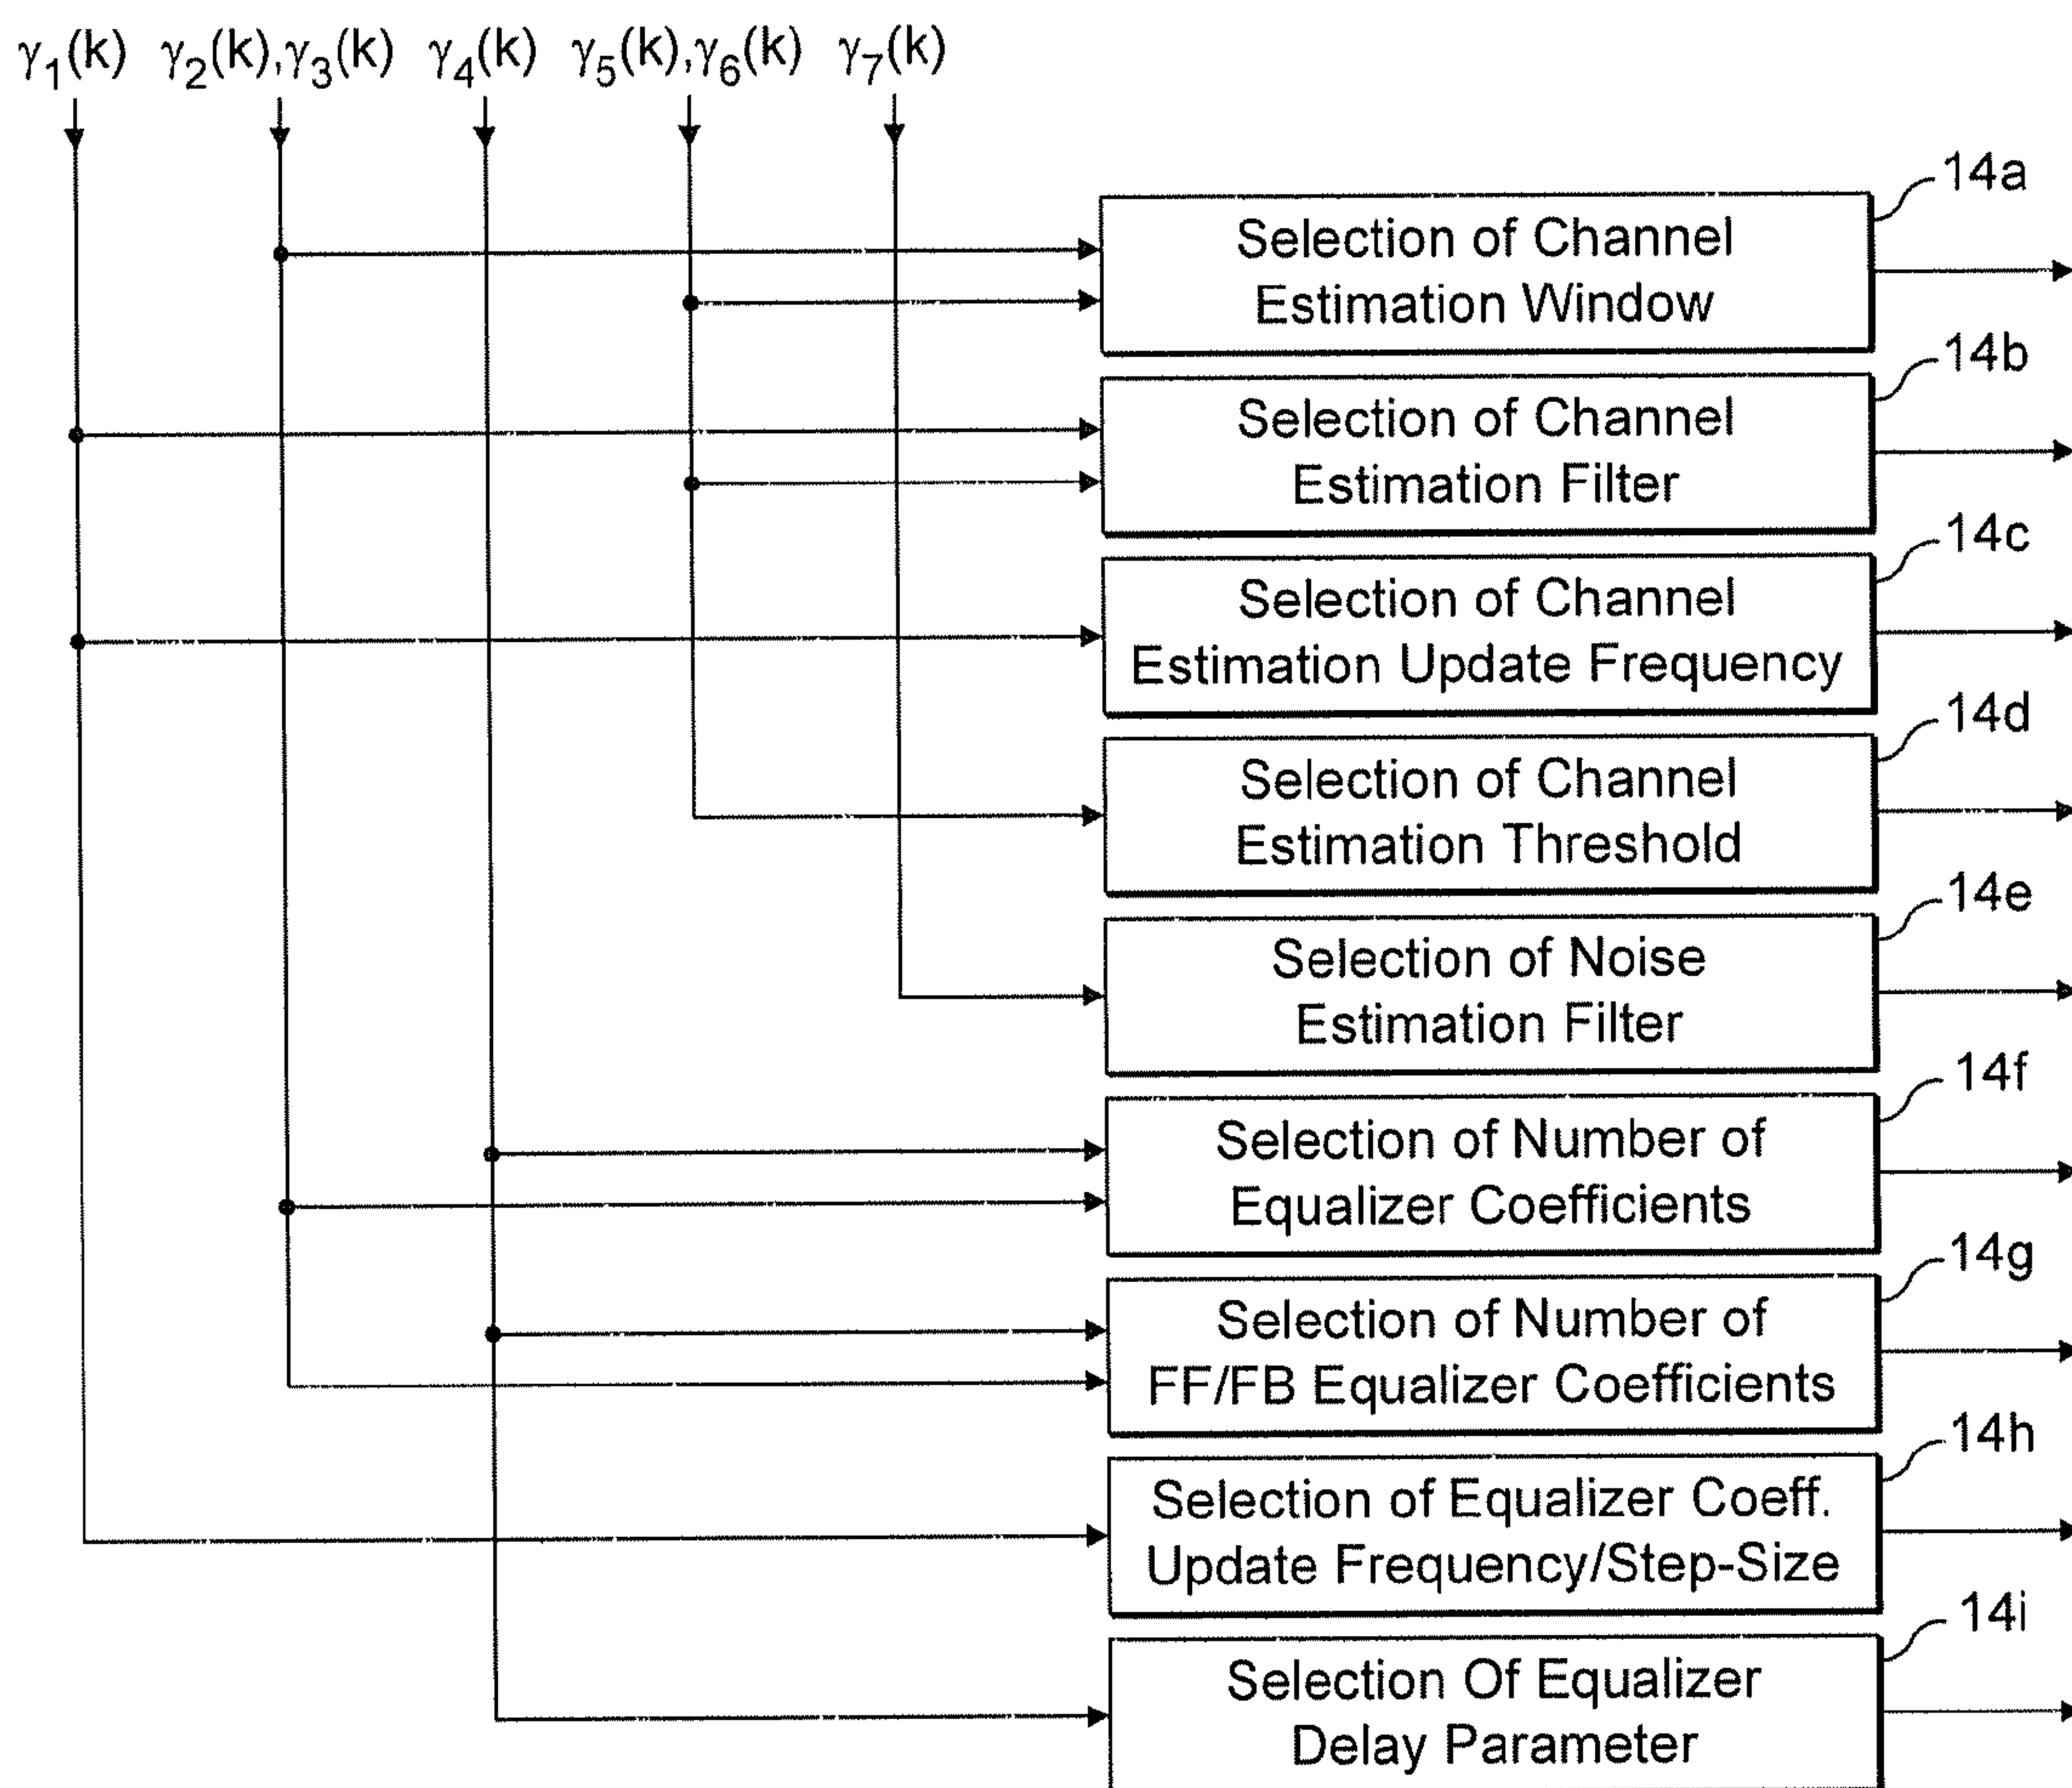 γ1(k) γ2(k),γ3(k) γ4(k) γ5(k),γ6(k) γ7(k)
14a
Selection of Channel
Estimation Window
14b
Selection of Channel
Estimation Filter
14c
Selection of Channel
Estimation Update Frequency
14d
Selection of Channel
Estimation Threshold
14e
Selection of Noise
Estimation Filter
14f
Selection of Number of
Equalizer Coefficients
14g
Selection of Number of
FF/FB Equalizer Coefficients
14h
Selection of Equalizer Coeff.
Update Frequency/Step-Size
14i
Selection Of Equalizer
Delay Parameter